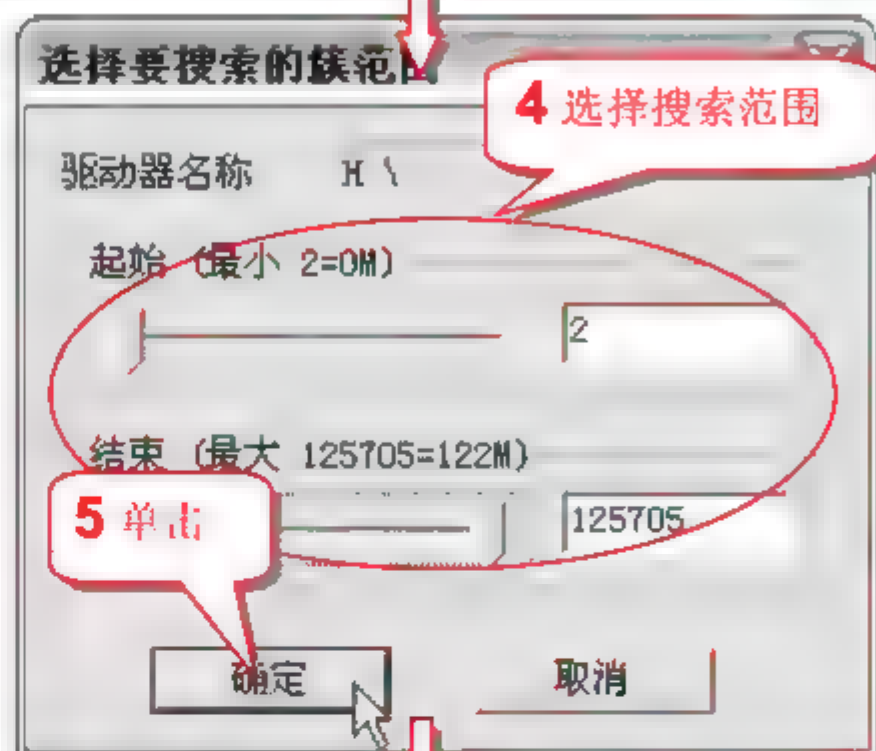 选择要搜索的簇范围
4 选择搜索范围
驱动器名称 H \
起始 (最小 2=0M)
2
结束 (最大 125705=122M)
125705
5 单击
确定
取消